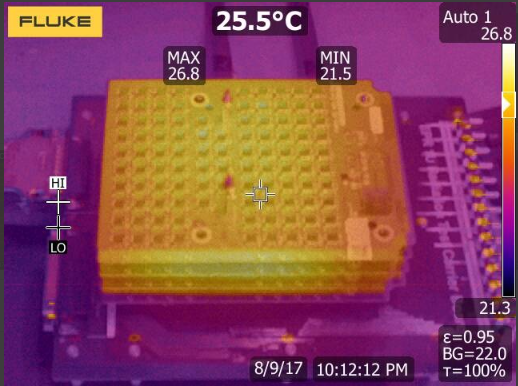 FLUKE
25.5°C
Auto 1
26.8
MAX
26.8
MIN
21.5
HI
LO
21.3
ε=0.95
BG=22.0
τ=100%
8/9/17
10:12:12 PM